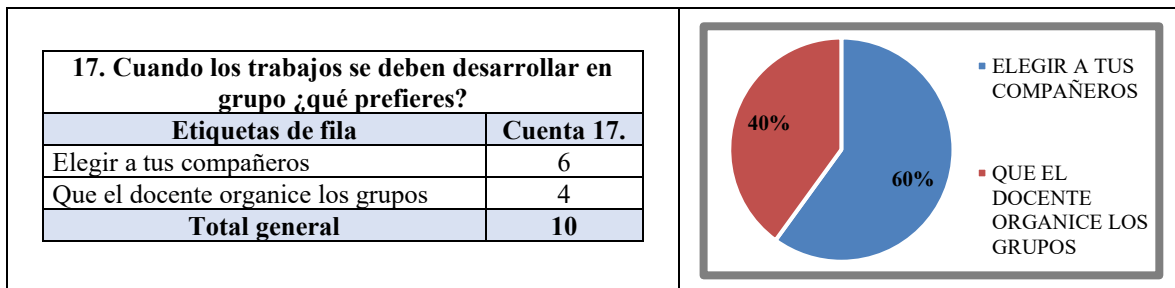 17. Cuando los trabajos se deben desarrollar en
grupo ¿qué prefieres?
Etiquetas de fila Cuenta 17.
Elegir a tus compañeros 6
Que el docente organice los grupos 4
Total general 10
40%
60%
ELEGIR A TUS
COMPAÑEROS
QUE EL
DOCENTE
ORGANICE LOS
GRUPOS